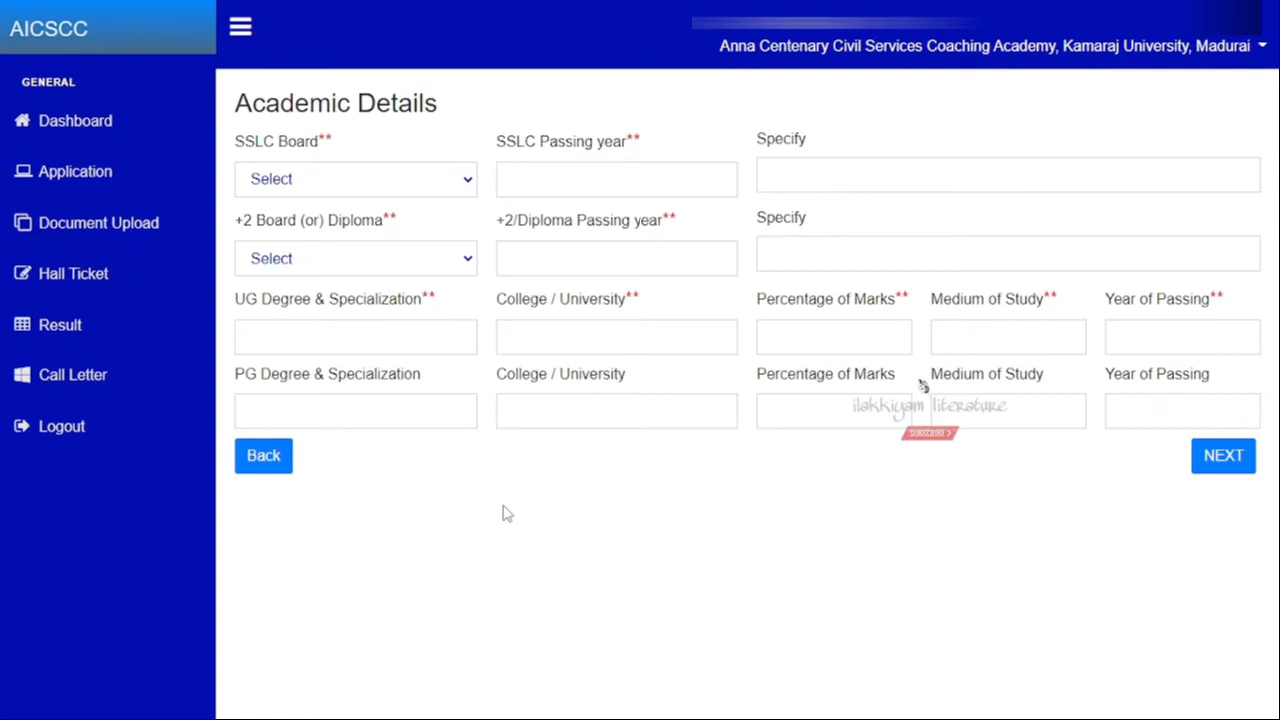 AICSCC
Anna Centenary Civil Services Coaching Academy, Kamaraj University, Madurai
GENERAL
Dashboard
Application
Document Upload
Hall Ticket
Result
Call Letter
Logout
Academic Details
SSLC Board** SSLC Passing year** Specify
Select
+2 Board (or) Diploma** +2/Diploma Passing year** Specify
Select
UG Degree & Specialization** College / University** Percentage of Marks** Medium of Study** Year of Passing**
PG Degree & Specialization College / University Percentage of Marks Medium of Study Year of Passing
ilakkiyam literature
SUBSCRIBE >
Back NEXT